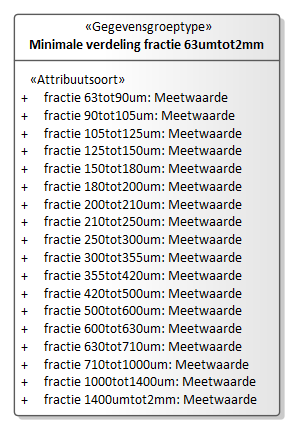 «Gegevensgroeptype»
Minimale verdeling fractie 63umtot2mm
«Attribuutsoort»
+ fractie 63tot90um: Meetwaarde
+ fractie 90tot105um: Meetwaarde
+ fractie 105tot125um: Meetwaarde
+ fractie 125tot150um: Meetwaarde
+ fractie 150tot180um: Meetwaarde
+ fractie 180tot200um: Meetwaarde
+ fractie 200tot210um: Meetwaarde
+ fractie 210tot250um: Meetwaarde
+ fractie 250tot300um: Meetwaarde
+ fractie 300tot355um: Meetwaarde
+ fractie 355tot420um: Meetwaarde
+ fractie 420tot500um: Meetwaarde
+ fractie 500tot600um: Meetwaarde
+ fractie 600tot630um: Meetwaarde
+ fractie 630tot710um: Meetwaarde
+ fractie 710tot1000um: Meetwaarde
+ fractie 1000tot1400um: Meetwaarde
+ fractie 1400umtot2mm: Meetwaarde